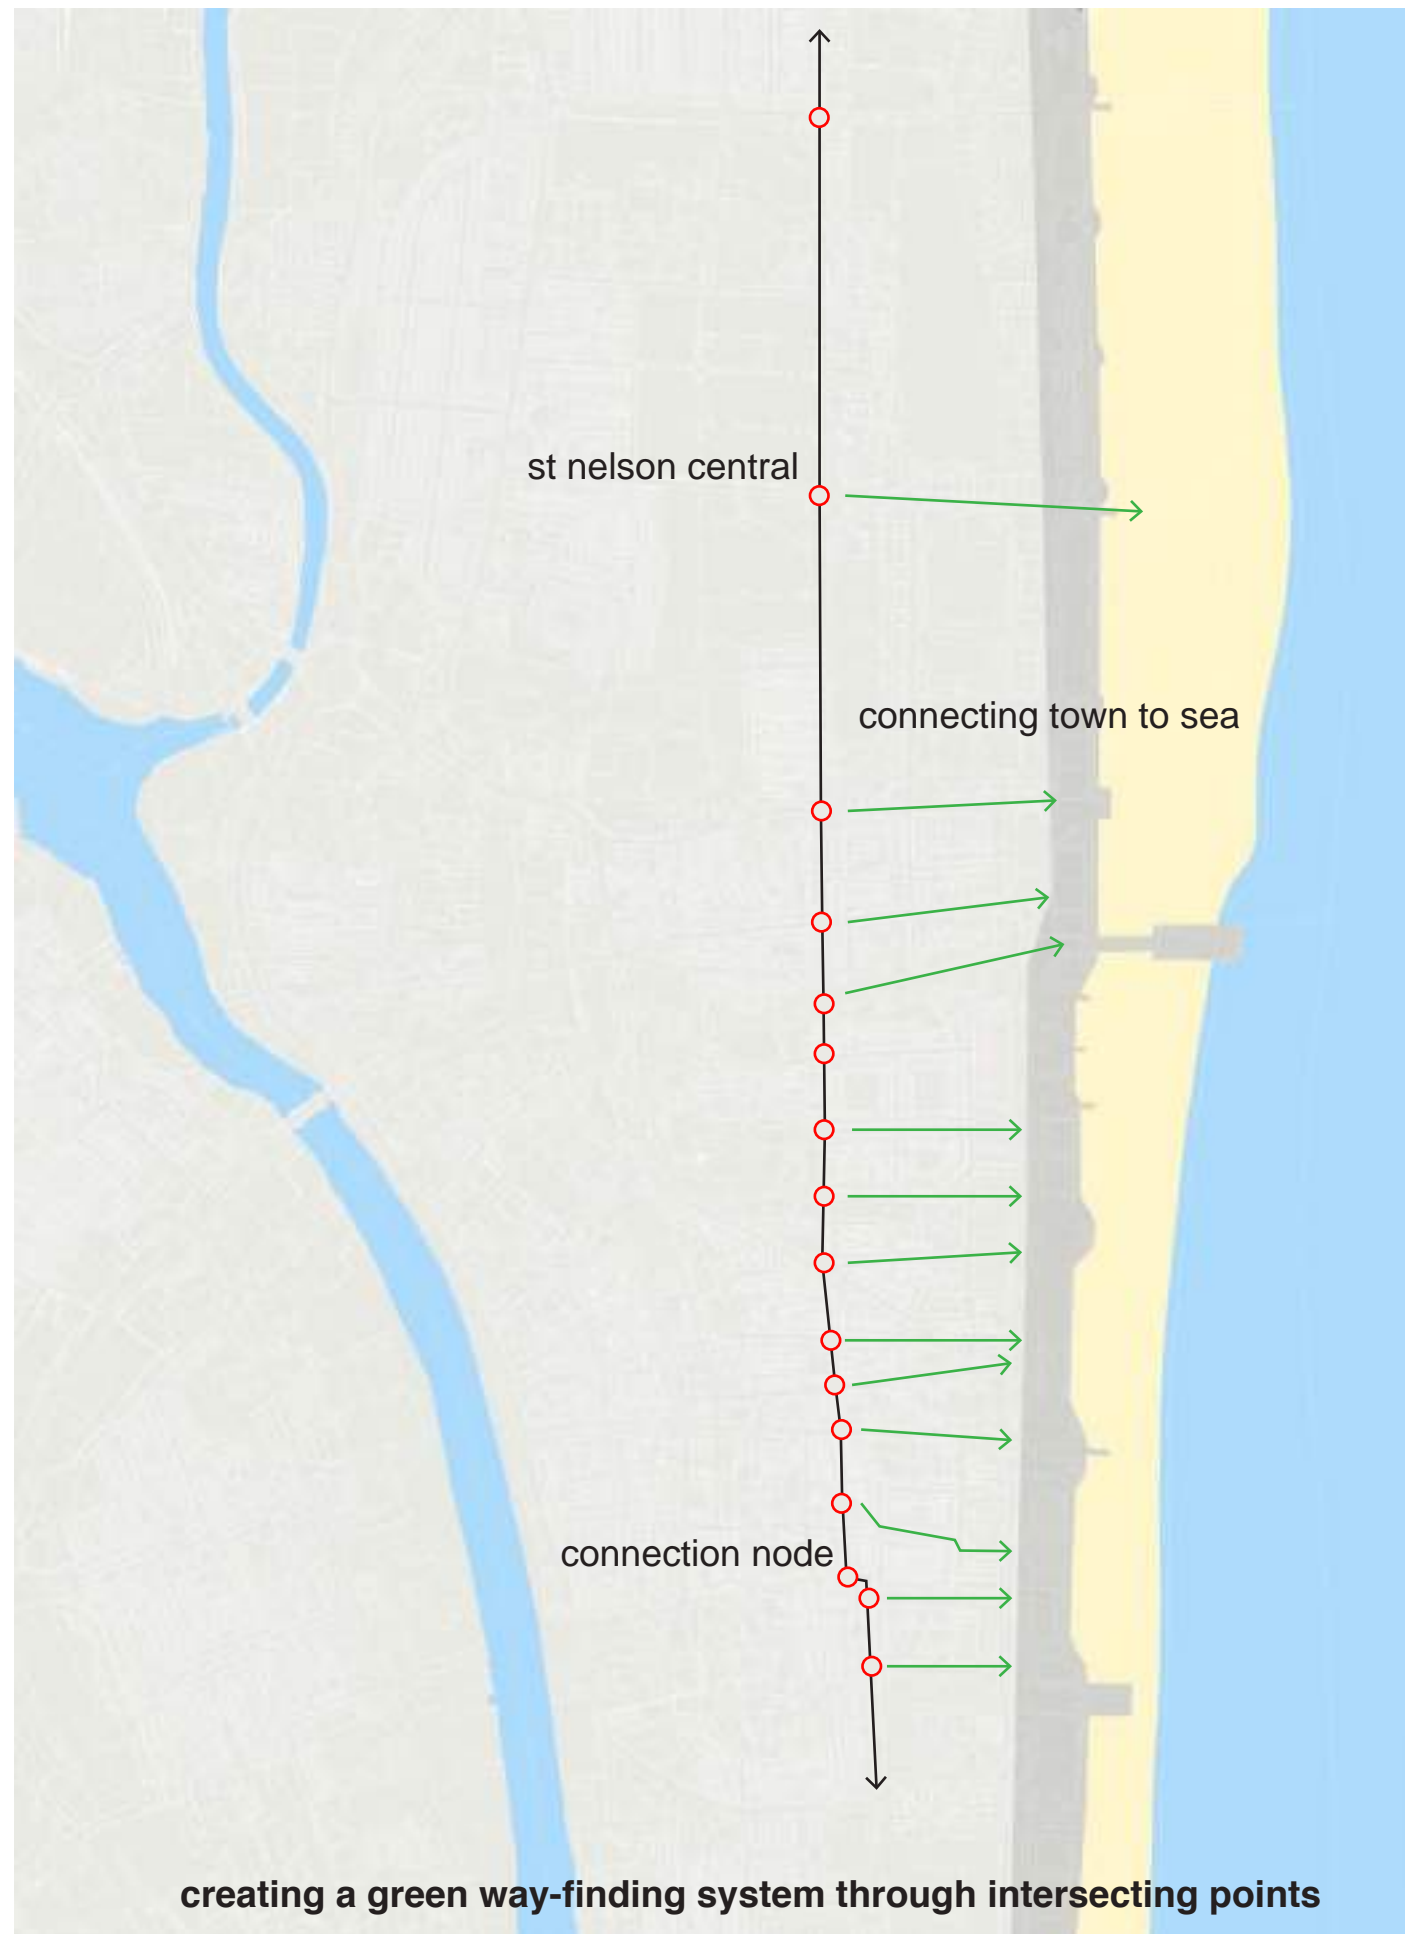 st nelson central
connecting town to sea
connection node
creating a green way-finding system through intersecting points